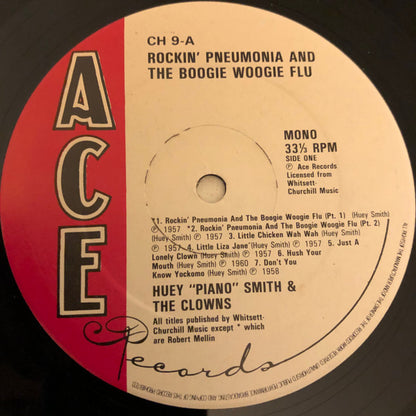 CH 9-A
ROCKIN' PNEUMONIA AND
THE BOOGIE WOOGIE FLU
ACE
MONO
33⅓ RPM
SIDE ONE
℗ Ace Records
Licensed from
Whitsett-
Churchill Music
*1. Rockin' Pneumonia And The Boogie Woogie Flu (Pt. 1) (Huey Smith)
℗ 1957 *2. Rockin' Pneumonia And The Boogie Woogie Flu (Pt. 2)
(Huey Smith) ℗ 1957 3. Little Chicken Wah Wah (Huey Smith)
℗ 1957 4. Little Liza Jane (Huey Smith) ℗ 1957 5. Just A
Lonely Clown (Huey Smith) ℗ 1957 6. Hush Your
Mouth (Huey Smith) ℗ 1960 7. Don't You
Know Yockomo (Huey Smith) ℗ 1958
HUEY "PIANO" SMITH &
THE CLOWNS
All titles published by Whitsett-
Churchill Music except * which
are Robert Mellin
Records